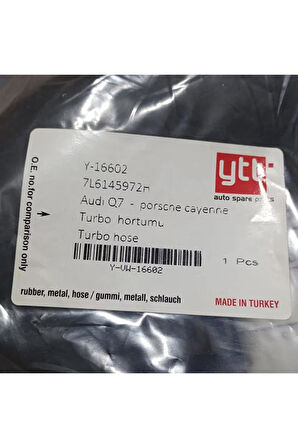 O.E. no. for comparison only
Y-16602
7L6145972H
Audi Q7 - porsche cayenne
Turbo hortumu
Turbo hose
Y-VW-16602
ytt
auto spare parts
1 Pcs
rubber, metal, hose / gummi, metall, schlauch
MADE IN TURKEY